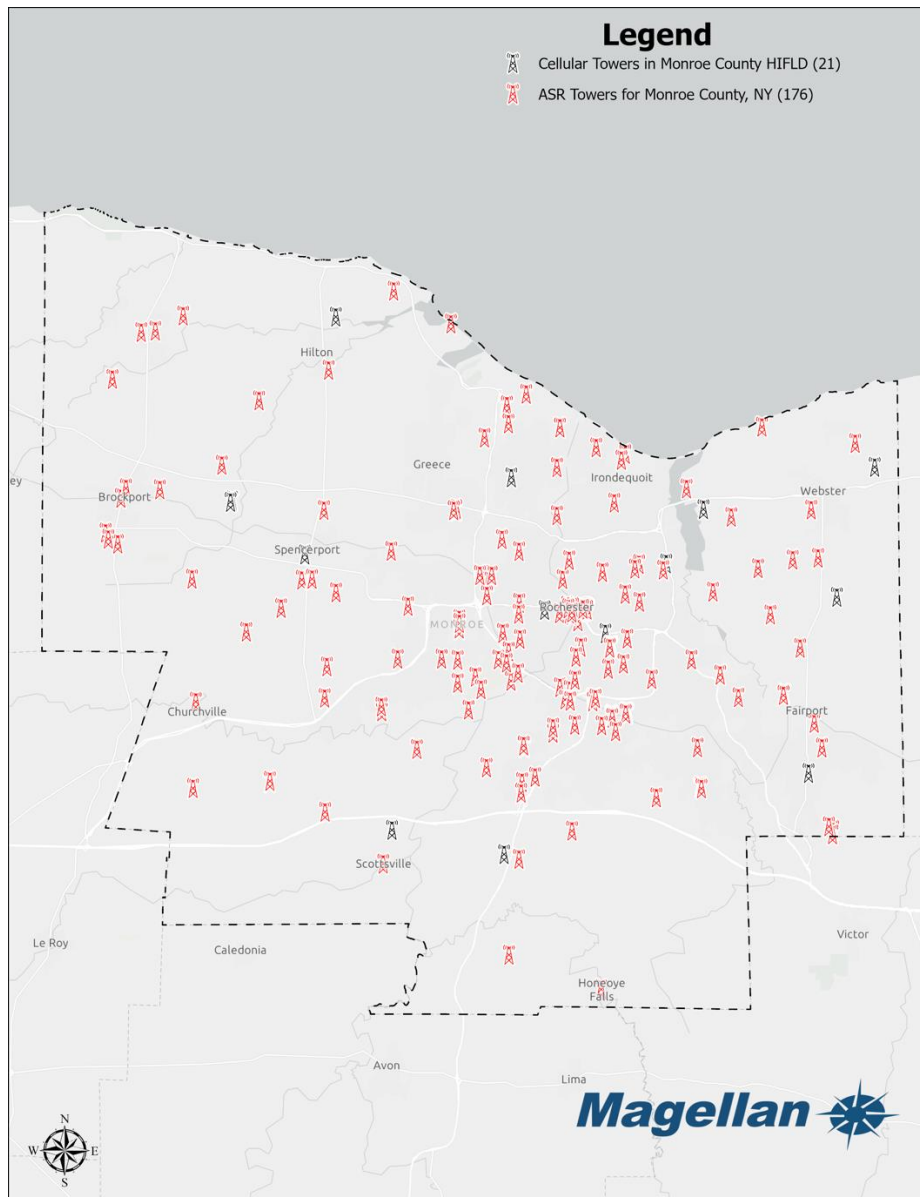 Legend
Cellular Towers in Monroe County HIFLD (21)
ASR Towers for Monroe County, NY (176)
Hilton
Greece
Irondequoit
ey
Brockport
Webster
Spencerport
Rochester
MONROE
Churchville
Fairport
Scottsville
Le Roy
Caledonia
Victor
Honeoye
Falls
Avon
Lima
Magellan
N
W
E
S